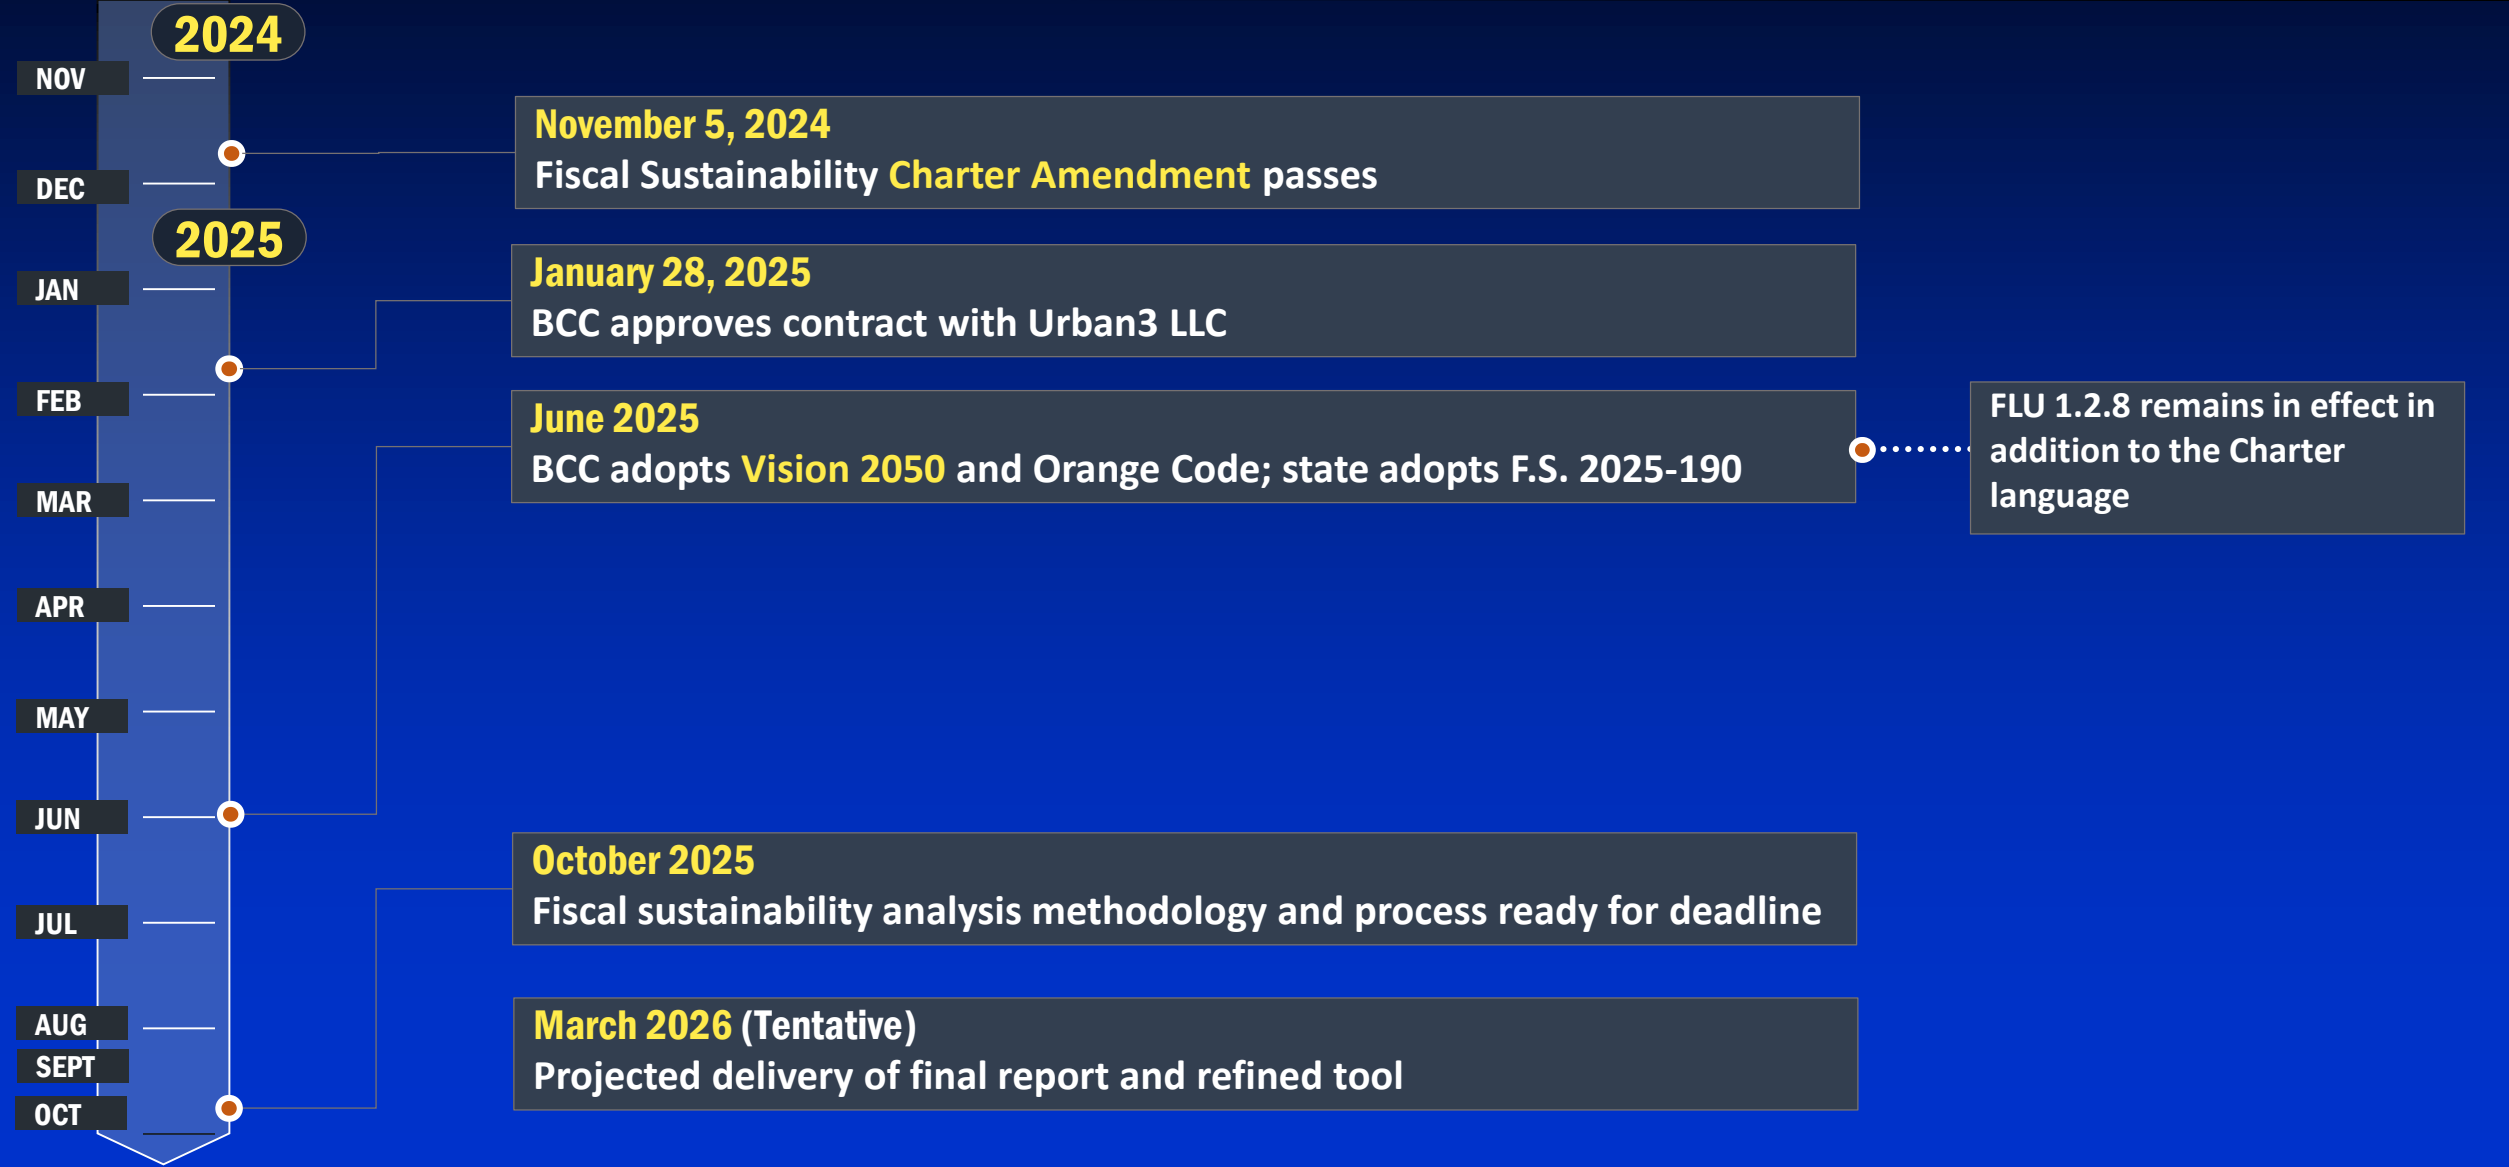 2024
NOV
DEC
2025
JAN
FEB
MAR
APR
MAY
JUN
JUL
AUG
SEPT
OCT
November 5, 2024
Fiscal Sustainability Charter Amendment passes
January 28, 2025
BCC approves contract with Urban3 LLC
June 2025
BCC adopts Vision 2050 and Orange Code; state adopts F.S. 2025-190
FLU 1.2.8 remains in effect in
addition to the Charter
language
October 2025
Fiscal sustainability analysis methodology and process ready for deadline
March 2026 (Tentative)
Projected delivery of final report and refined tool